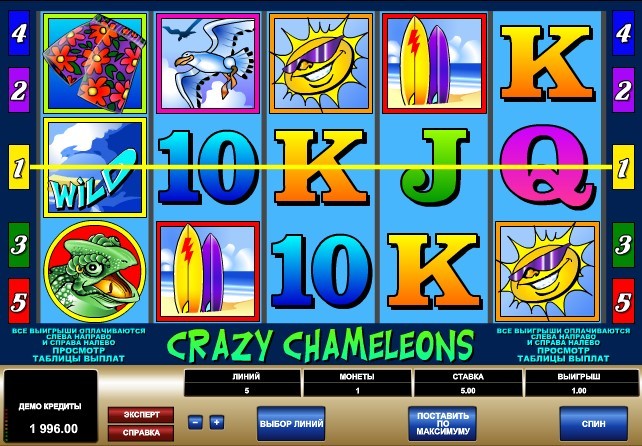 4 K 4
2 2
1 WILD 10 K J Q 1
3 10 K 3
5 5
ВСЕ ВЫИГРЫШИ ОПЛАЧИВАЮТСЯ
СЛЕВА НАПРАВО
И СПРАВА НАЛЕВО
ПРОСМОТР
ТАБЛИЦЫ ВЫПЛАТ
CRAZY CHAMELEONS
ВСЕ ВЫИГРЫШИ ОПЛАЧИВАЮТСЯ
СЛЕВА НАПРАВО
И СПРАВА НАЛЕВО
ПРОСМОТР
ТАБЛИЦЫ ВЫПЛАТ
ЛИНИЙ МОНЕТЫ СТАВКА ВЫИГРЫШ
5 1 5.00 1.00
ДЕМО КРЕДИТЫ
1 996.00
ЭКСПЕРТ
СПРАВКА
- +
ВЫБОР ЛИНИЙ
ПОСТАВИТЬ
ПО
МАКСИМУМУ
СПИН